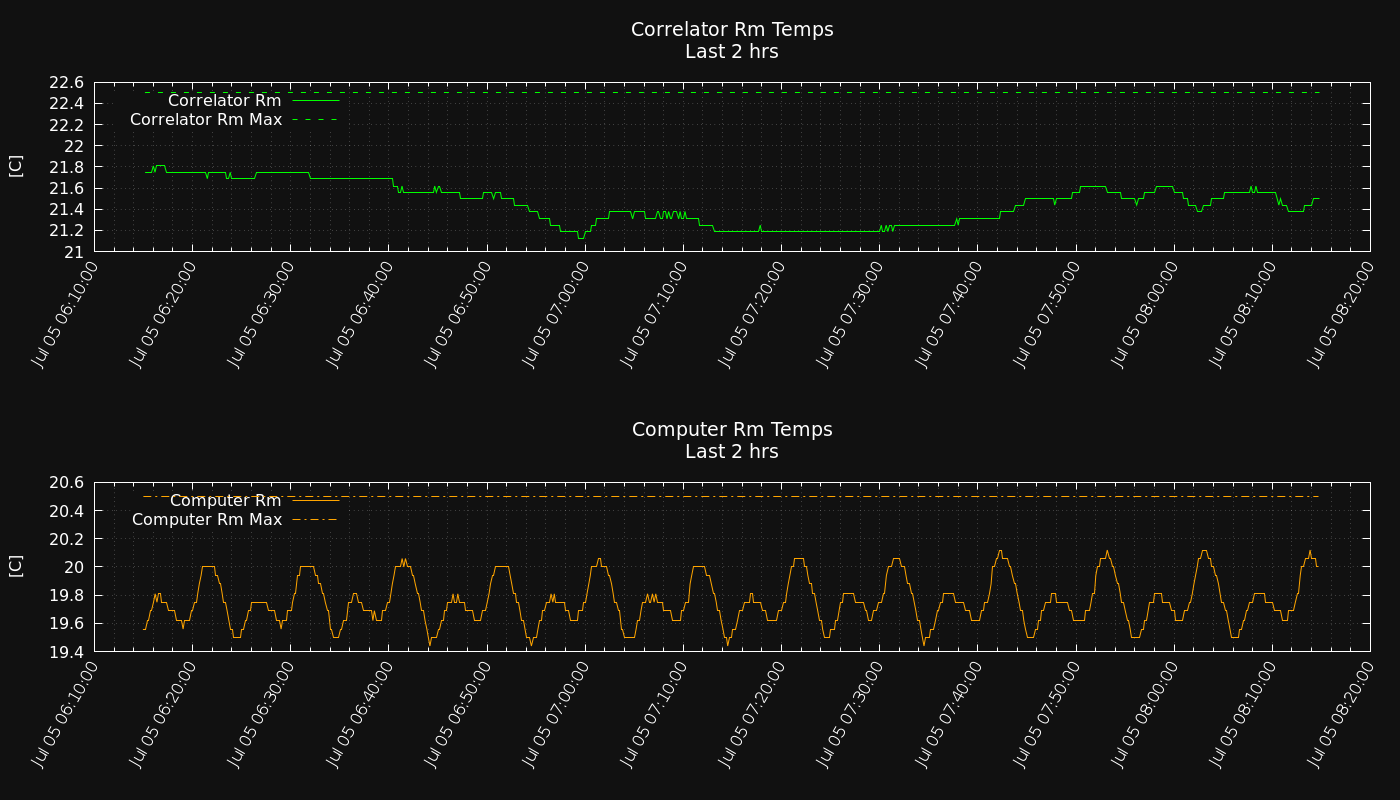 Correlator Rm Temps
Last 2 hrs
22.6
22.4
22.2
22
21.8
21.6
21.4
21.2
21
[C]
Correlator Rm
Correlator Rm Max
Jul 05 06:10:00
Jul 05 06:20:00
Jul 05 06:30:00
Jul 05 06:40:00
Jul 05 06:50:00
Jul 05 07:00:00
Jul 05 07:10:00
Jul 05 07:20:00
Jul 05 07:30:00
Jul 05 07:40:00
Jul 05 07:50:00
Jul 05 08:00:00
Jul 05 08:10:00
Jul 05 08:20:00
Computer Rm Temps
Last 2 hrs
20.6
20.4
20.2
20
19.8
19.6
19.4
[C]
Computer Rm
Computer Rm Max
Jul 05 06:10:00
Jul 05 06:20:00
Jul 05 06:30:00
Jul 05 06:40:00
Jul 05 06:50:00
Jul 05 07:00:00
Jul 05 07:10:00
Jul 05 07:20:00
Jul 05 07:30:00
Jul 05 07:40:00
Jul 05 07:50:00
Jul 05 08:00:00
Jul 05 08:10:00
Jul 05 08:20:00